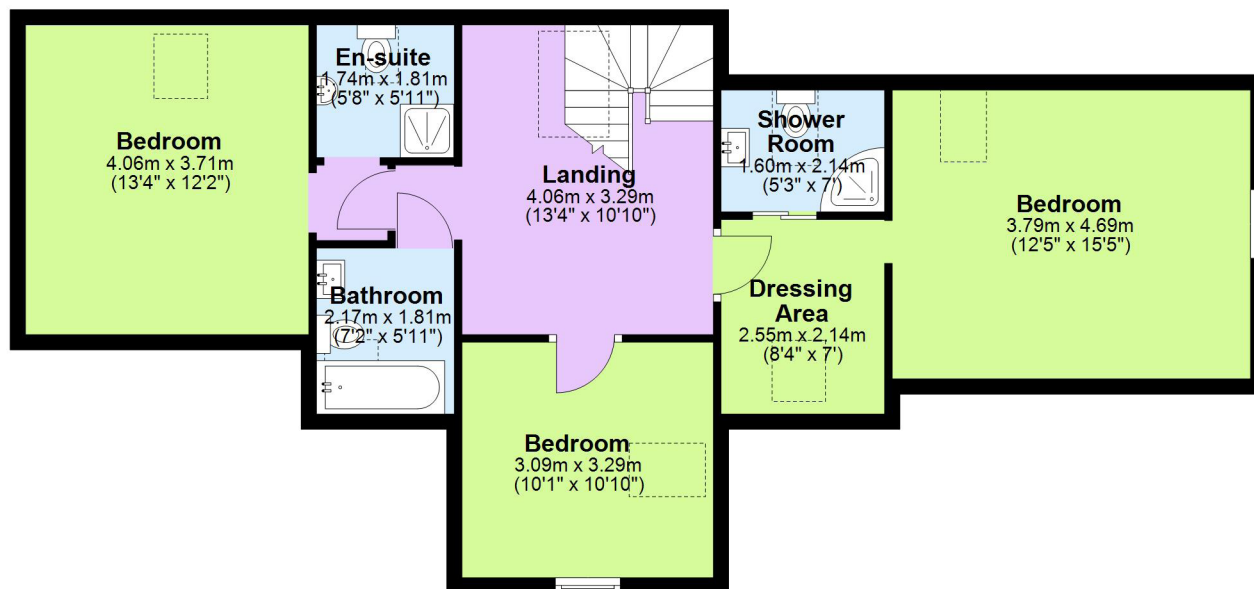 Bedroom
4.06m x 3.71m
(13'4" x 12'2")
En-suite
1.74m x 1.81m
(5'8" x 5'11")
Landing
4.06m x 3.29m
(13'4" x 10'10")
Shower
Room
1.60m x 2.14m
(5'3" x 7')
Bedroom
3.79m x 4.69m
(12'5" x 15'5")
Bathroom
2.17m x 1.81m
(7'2" x 5'11")
Dressing
Area
2.55m x 2.14m
(8'4" x 7')
Bedroom
3.09m x 3.29m
(10'1" x 10'10")